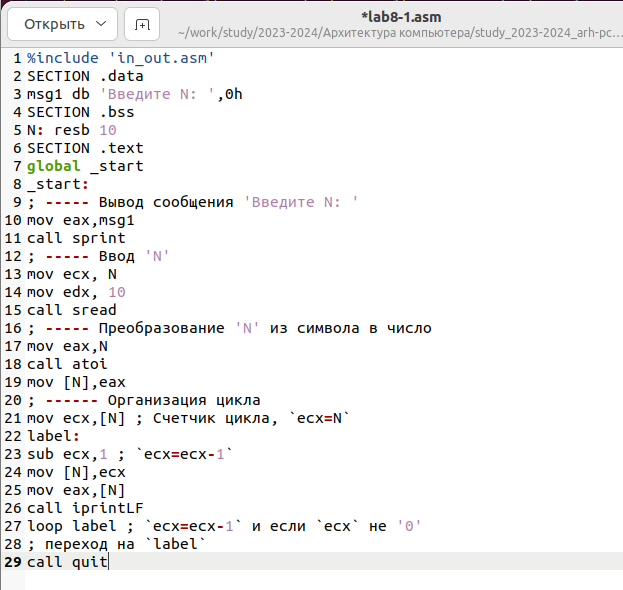 Открыть
*lab8-1.asm
~/work/study/2023-2024/Архитектура компьютера/study_2023-2024_arh-pc...
1 %include 'in_out.asm'
2 SECTION .data
3 msg1 db 'Введите N: ',0h
4 SECTION .bss
5 N: resb 10
6 SECTION .text
7 global _start
8 _start:
9 ; ----- Вывод сообщения 'Введите N: '
10 mov eax,msg1
11 call sprint
12 ; ----- Ввод 'N'
13 mov ecx, N
14 mov edx, 10
15 call sread
16 ; ----- Преобразование 'N' из символа в число
17 mov eax,N
18 call atoi
19 mov [N],eax
20 ; ------ Организация цикла
21 mov ecx,[N] ; Счетчик цикла, `ecx=N`
22 label:
23 sub ecx,1 ; `ecx=ecx-1`
24 mov [N],ecx
25 mov eax,[N]
26 call iprintLF
27 loop label ; `ecx=ecx-1` и если `ecx` не '0'
28 ; переход на `label`
29 call quit